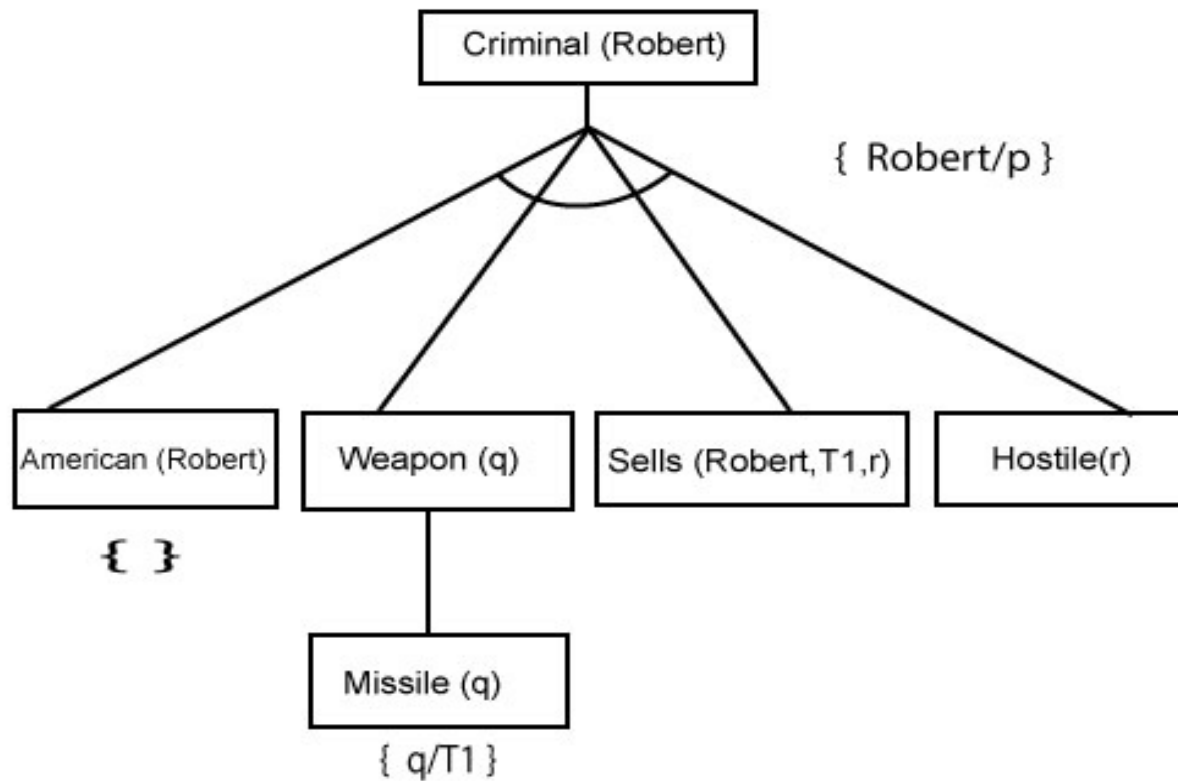 Criminal (Robert)
{ Robert/p }
American (Robert)
Weapon (q)
Sells (Robert,T1,r)
Hostile(r)
{ }
Missile (q)
{ q/T1 }